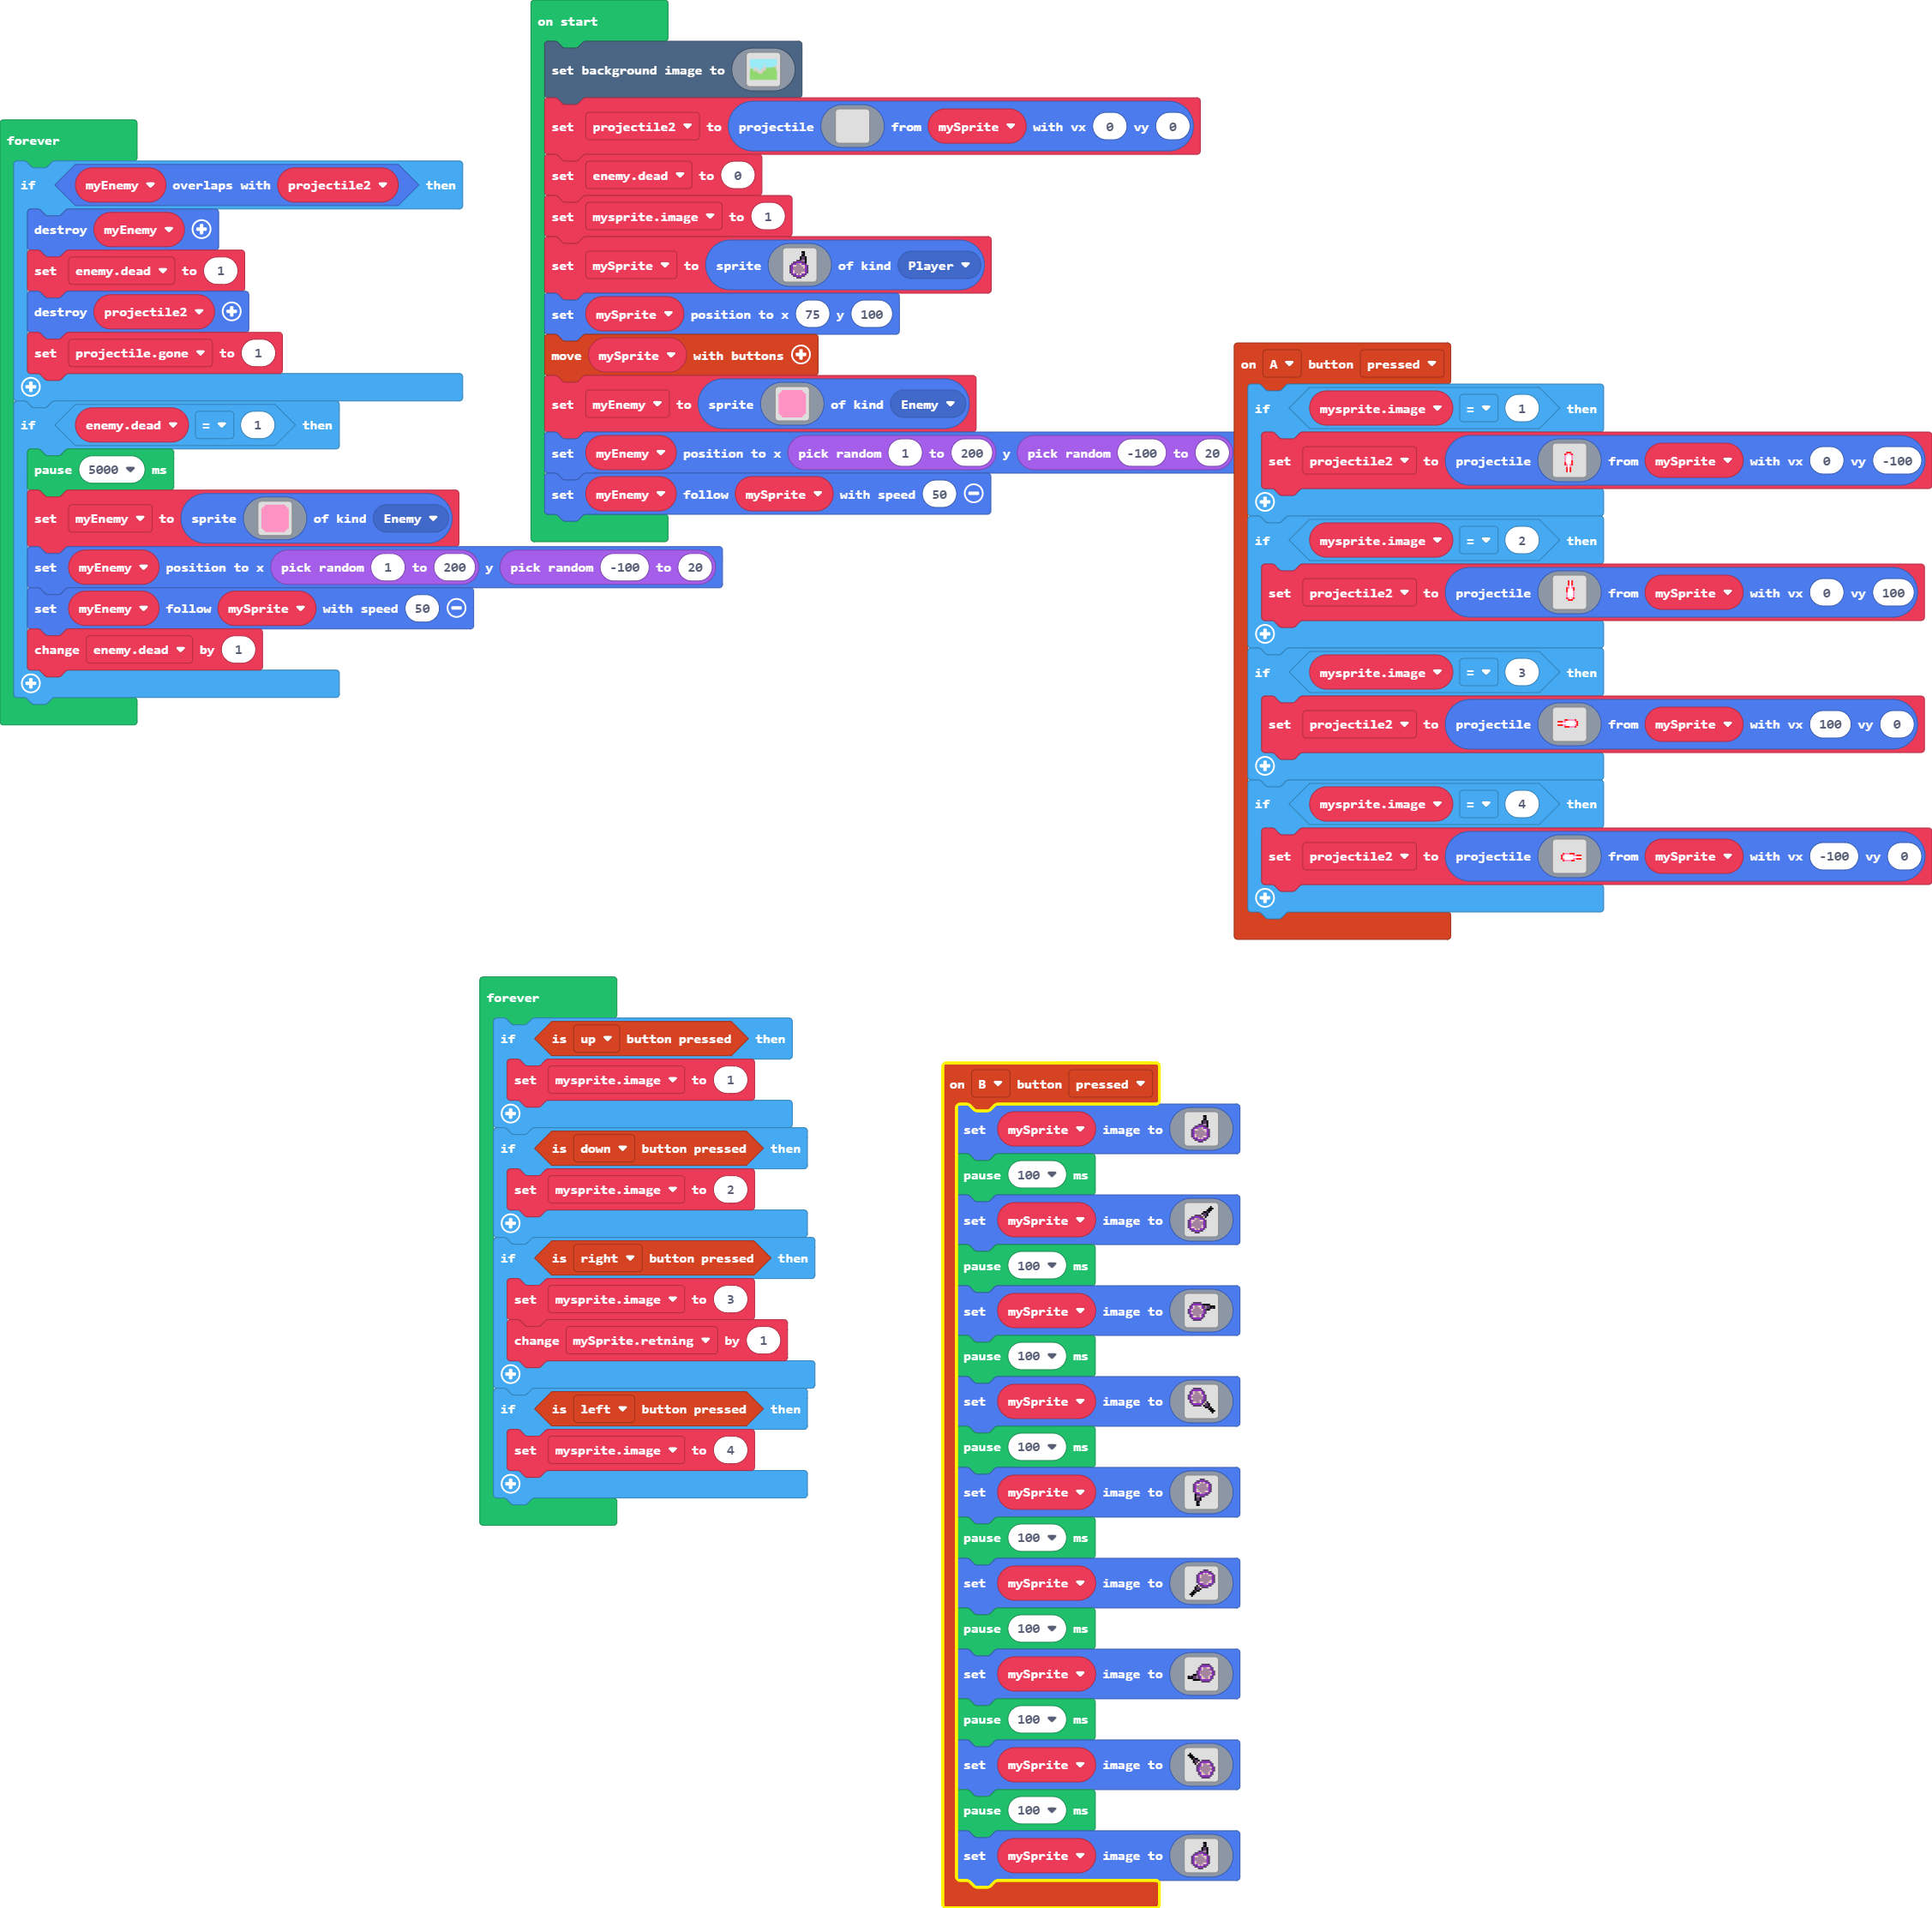 on start
set background image to
set projectile2 to projectile from mySprite with vx 0 vy 0
set enemy.dead to 0
set mysprite.image to 1
set mySprite to sprite of kind Player
set mySprite position to x 75 y 100
move mySprite with buttons
set myEnemy to sprite of kind Enemy
set myEnemy position to x pick random 1 to 200 y pick random -100 to 20
set myEnemy follow mySprite with speed 50
forever
if myEnemy overlaps with projectile2 then
destroy myEnemy
set enemy.dead to 1
destroy projectile2
set projectile.gone to 1
if enemy.dead = 1 then
pause 5000 ms
set myEnemy to sprite of kind Enemy
set myEnemy position to x pick random 1 to 200 y pick random -100 to 20
set myEnemy follow mySprite with speed 50
change enemy.dead by 1
on A button pressed
if mysprite.image = 1 then
set projectile2 to projectile from mySprite with vx 0 vy -100
if mysprite.image = 2 then
set projectile2 to projectile from mySprite with vx 0 vy 100
if mysprite.image = 3 then
set projectile2 to projectile from mySprite with vx 100 vy 0
if mysprite.image = 4 then
set projectile2 to projectile from mySprite with vx -100 vy 0
forever
if is up button pressed then
set mysprite.image to 1
if is down button pressed then
set mysprite.image to 2
if is right button pressed then
set mysprite.image to 3
change mySprite.retning by 1
if is left button pressed then
set mysprite.image to 4
on B button pressed
set mySprite image to
pause 100 ms
set mySprite image to
pause 100 ms
set mySprite image to
pause 100 ms
set mySprite image to
pause 100 ms
set mySprite image to
pause 100 ms
set mySprite image to
pause 100 ms
set mySprite image to
pause 100 ms
set mySprite image to
pause 100 ms
set mySprite image to